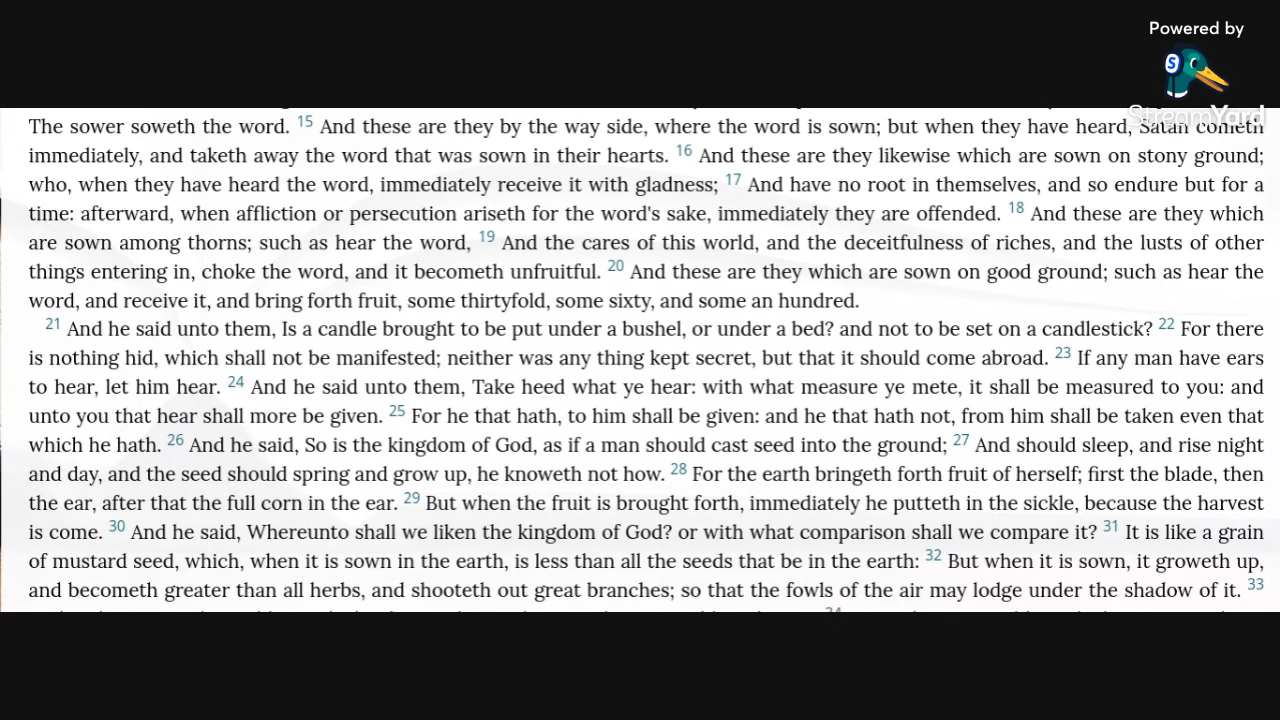 Powered by
S
StreamYard
The sower soweth the word. 15 And these are they by the way side, where the word is sown; but when they have heard, Satan cometh
immediately, and taketh away the word that was sown in their hearts. 16 And these are they likewise which are sown on stony ground;
who, when they have heard the word, immediately receive it with gladness; 17 And have no root in themselves, and so endure but for a
time: afterward, when affliction or persecution ariseth for the word's sake, immediately they are offended. 18 And these are they which
are sown among thorns; such as hear the word, 19 And the cares of this world, and the deceitfulness of riches, and the lusts of other
things entering in, choke the word, and it becometh unfruitful. 20 And these are they which are sown on good ground; such as hear the
word, and receive it, and bring forth fruit, some thirtyfold, some sixty, and some an hundred.
21 And he said unto them, Is a candle brought to be put under a bushel, or under a bed? and not to be set on a candlestick? 22 For there
is nothing hid, which shall not be manifested; neither was any thing kept secret, but that it should come abroad. 23 If any man have ears
to hear, let him hear. 24 And he said unto them, Take heed what ye hear: with what measure ye mete, it shall be measured to you: and
unto you that hear shall more be given. 25 For he that hath, to him shall be given: and he that hath not, from him shall be taken even that
which he hath. 26 And he said, So is the kingdom of God, as if a man should cast seed into the ground; 27 And should sleep, and rise night
and day, and the seed should spring and grow up, he knoweth not how. 28 For the earth bringeth forth fruit of herself; first the blade, then
the ear, after that the full corn in the ear. 29 But when the fruit is brought forth, immediately he putteth in the sickle, because the harvest
is come. 30 And he said, Whereunto shall we liken the kingdom of God? or with what comparison shall we compare it? 31 It is like a grain
of mustard seed, which, when it is sown in the earth, is less than all the seeds that be in the earth: 32 But when it is sown, it groweth up,
and becometh greater than all herbs, and shooteth out great branches; so that the fowls of the air may lodge under the shadow of it. 33